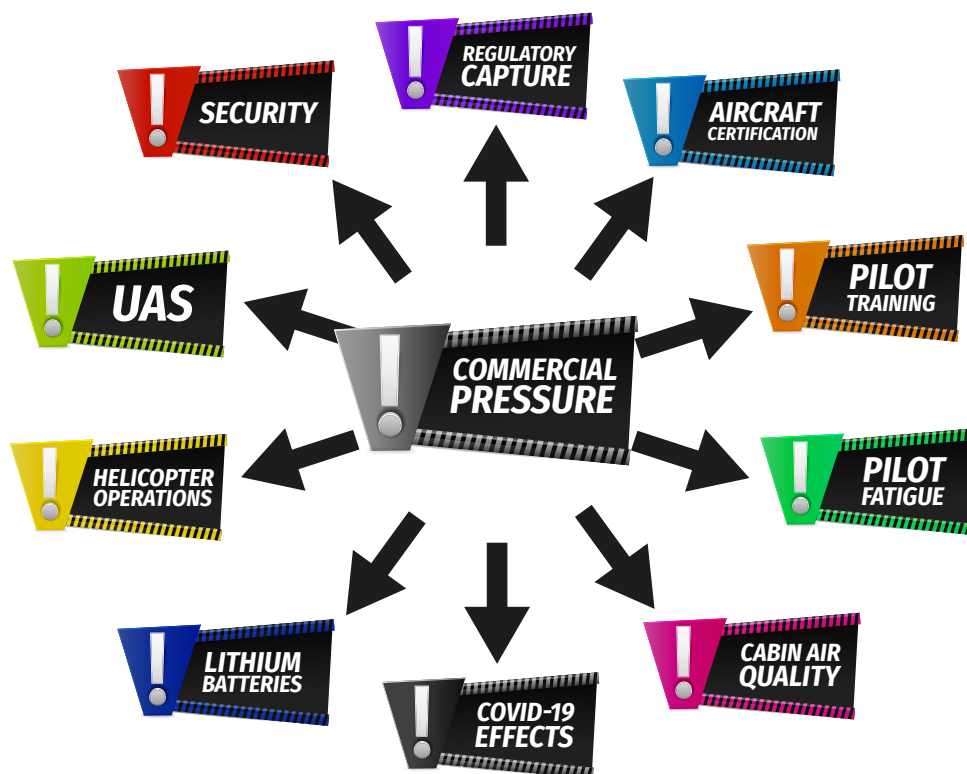 REGULATORY
CAPTURE
SECURITY
AIRCRAFT
CERTIFICATION
UAS
PILOT
TRAINING
COMMERCIAL
PRESSURE
HELICOPTER
OPERATIONS
PILOT
FATIGUE
LITHIUM
BATTERIES
CABIN AIR
QUALITY
COVID-19
EFFECTS